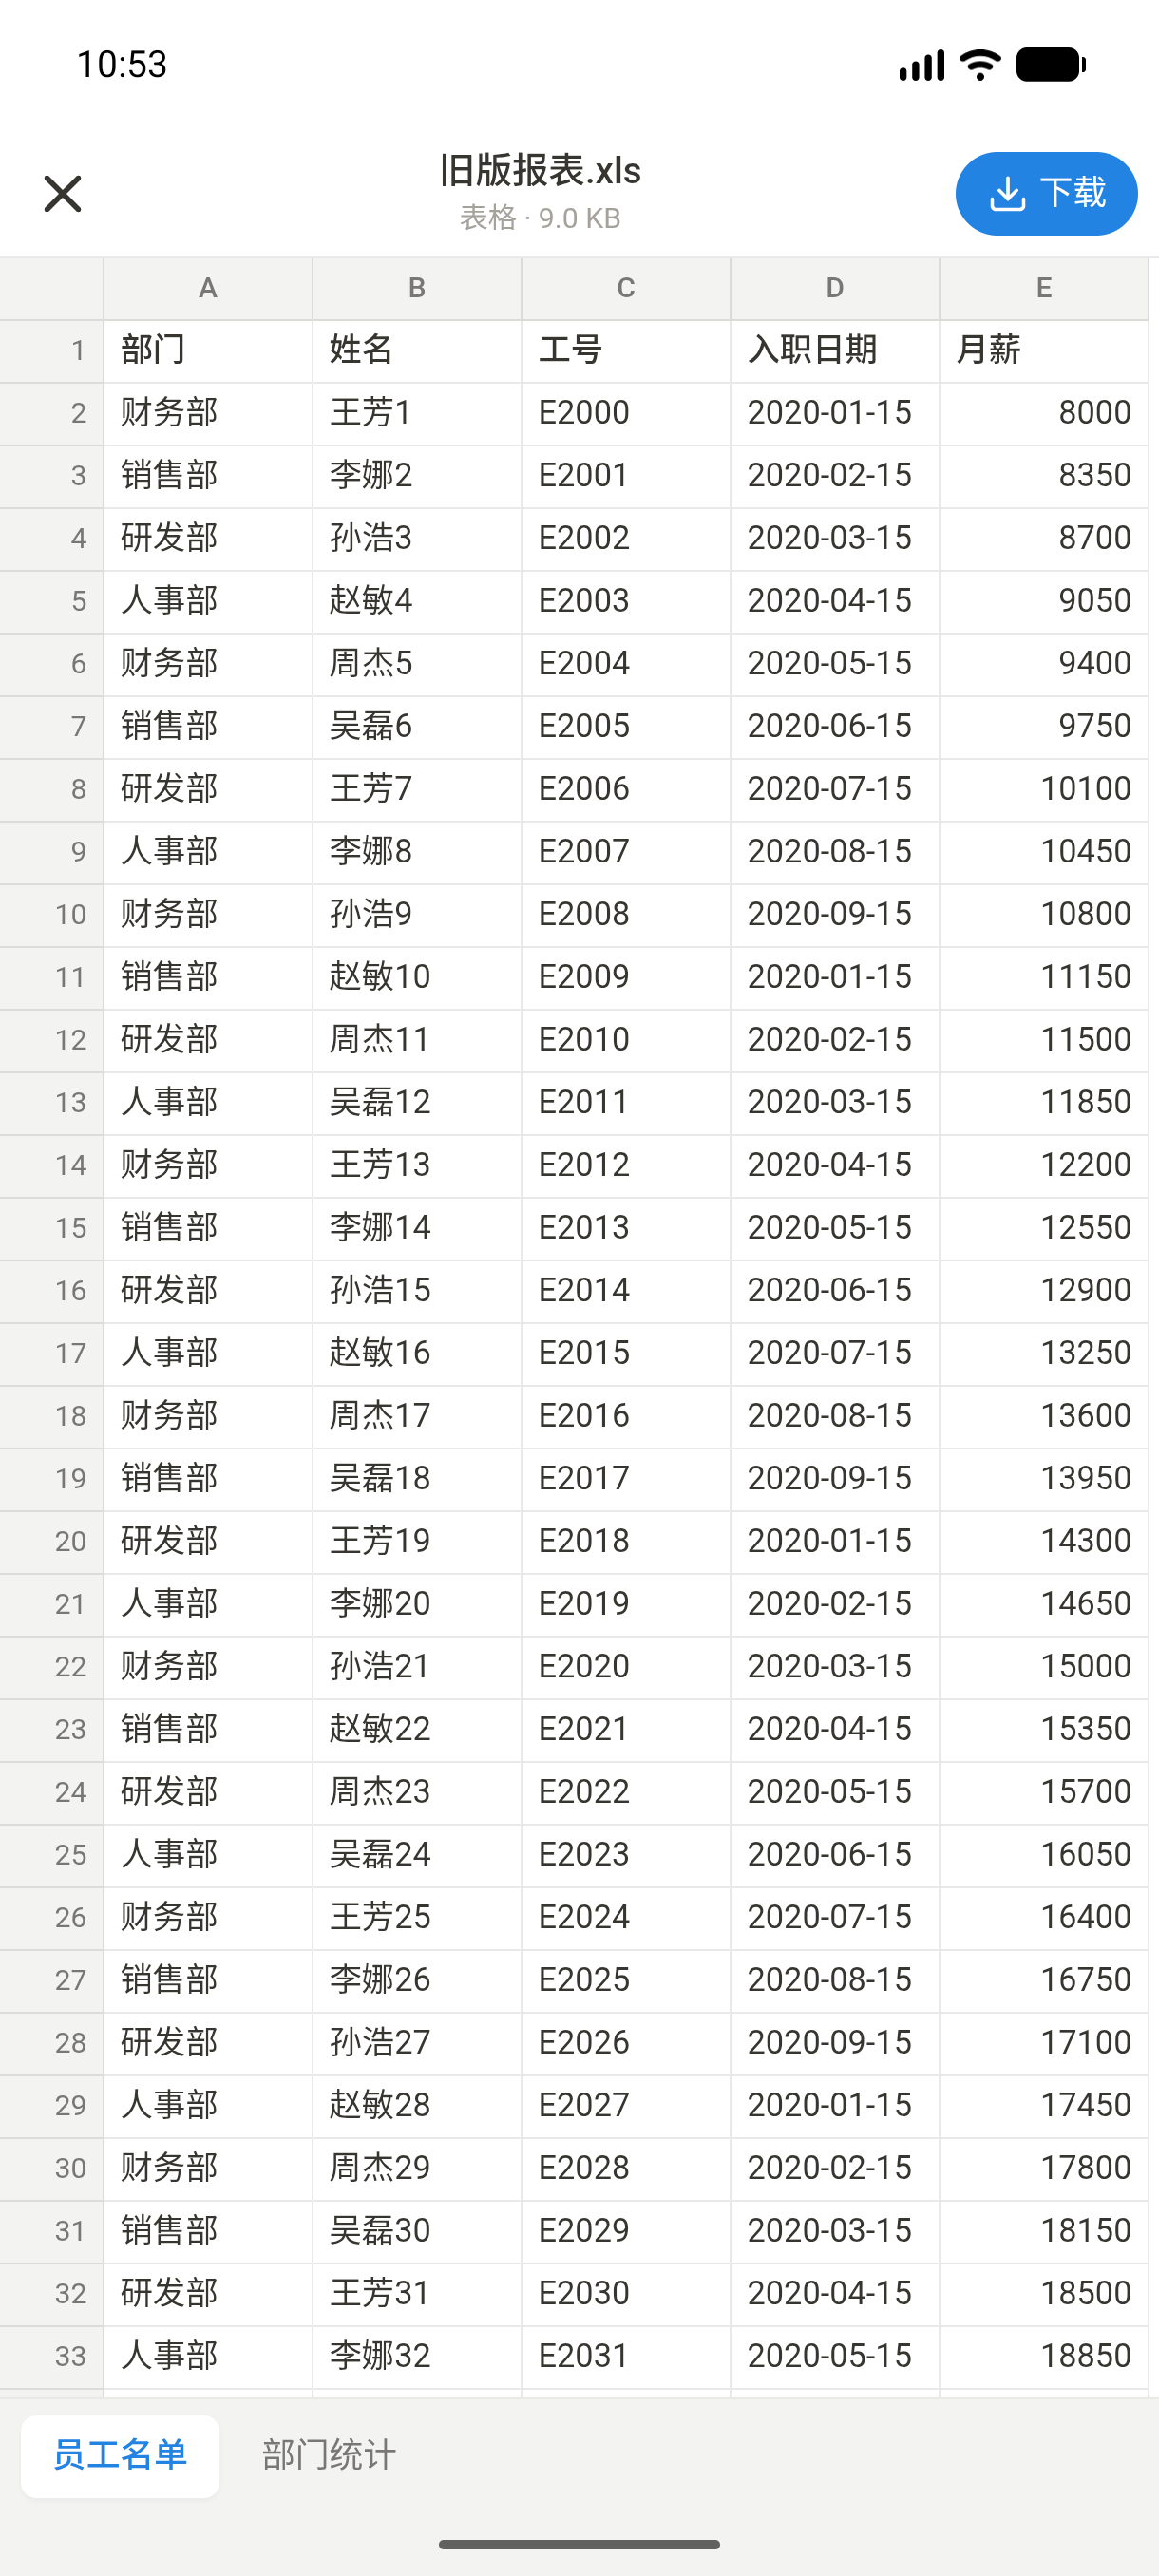 10:53
旧版报表.xls
表格 · 9.0 KB
下载
A B C D E
1 部门 姓名 工号 入职日期 月薪
2 财务部 王芳1 E2000 2020-01-15 8000
3 销售部 李娜2 E2001 2020-02-15 8350
4 研发部 孙浩3 E2002 2020-03-15 8700
5 人事部 赵敏4 E2003 2020-04-15 9050
6 财务部 周杰5 E2004 2020-05-15 9400
7 销售部 吴磊6 E2005 2020-06-15 9750
8 研发部 王芳7 E2006 2020-07-15 10100
9 人事部 李娜8 E2007 2020-08-15 10450
10 财务部 孙浩9 E2008 2020-09-15 10800
11 销售部 赵敏10 E2009 2020-01-15 11150
12 研发部 周杰11 E2010 2020-02-15 11500
13 人事部 吴磊12 E2011 2020-03-15 11850
14 财务部 王芳13 E2012 2020-04-15 12200
15 销售部 李娜14 E2013 2020-05-15 12550
16 研发部 孙浩15 E2014 2020-06-15 12900
17 人事部 赵敏16 E2015 2020-07-15 13250
18 财务部 周杰17 E2016 2020-08-15 13600
19 销售部 吴磊18 E2017 2020-09-15 13950
20 研发部 王芳19 E2018 2020-01-15 14300
21 人事部 李娜20 E2019 2020-02-15 14650
22 财务部 孙浩21 E2020 2020-03-15 15000
23 销售部 赵敏22 E2021 2020-04-15 15350
24 研发部 周杰23 E2022 2020-05-15 15700
25 人事部 吴磊24 E2023 2020-06-15 16050
26 财务部 王芳25 E2024 2020-07-15 16400
27 销售部 李娜26 E2025 2020-08-15 16750
28 研发部 孙浩27 E2026 2020-09-15 17100
29 人事部 赵敏28 E2027 2020-01-15 17450
30 财务部 周杰29 E2028 2020-02-15 17800
31 销售部 吴磊30 E2029 2020-03-15 18150
32 研发部 王芳31 E2030 2020-04-15 18500
33 人事部 李娜32 E2031 2020-05-15 18850
员工名单 部门统计